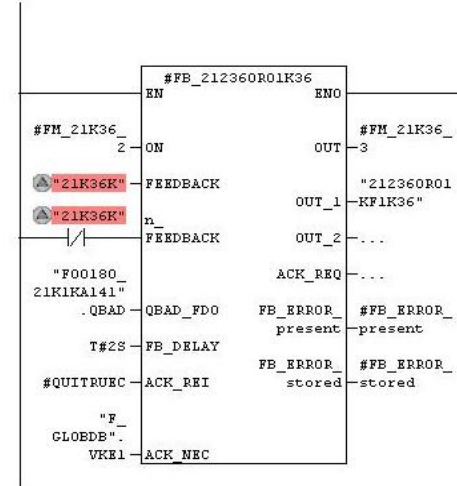 #FB_212360R01K36
EN ENO
#FM_21K36_ #FM_21K36_
2 ON OUT 3
"21K36K" FEEDBACK "212360R01
OUT_1 KF1K36"
"21K36K" n_
FEEDBACK OUT_2 ...
"F00180_ ACK_REQ ...
21K1KA141"
.QBAD QBAD_FDO FB_ERROR_ #FB_ERROR_
present present
T#2S FB_DELAY
FB_ERROR_ #FB_ERROR_
#QUITRUEC ACK_REI stored stored
"F_
GLOBDB".
VKE1 ACK_NEC